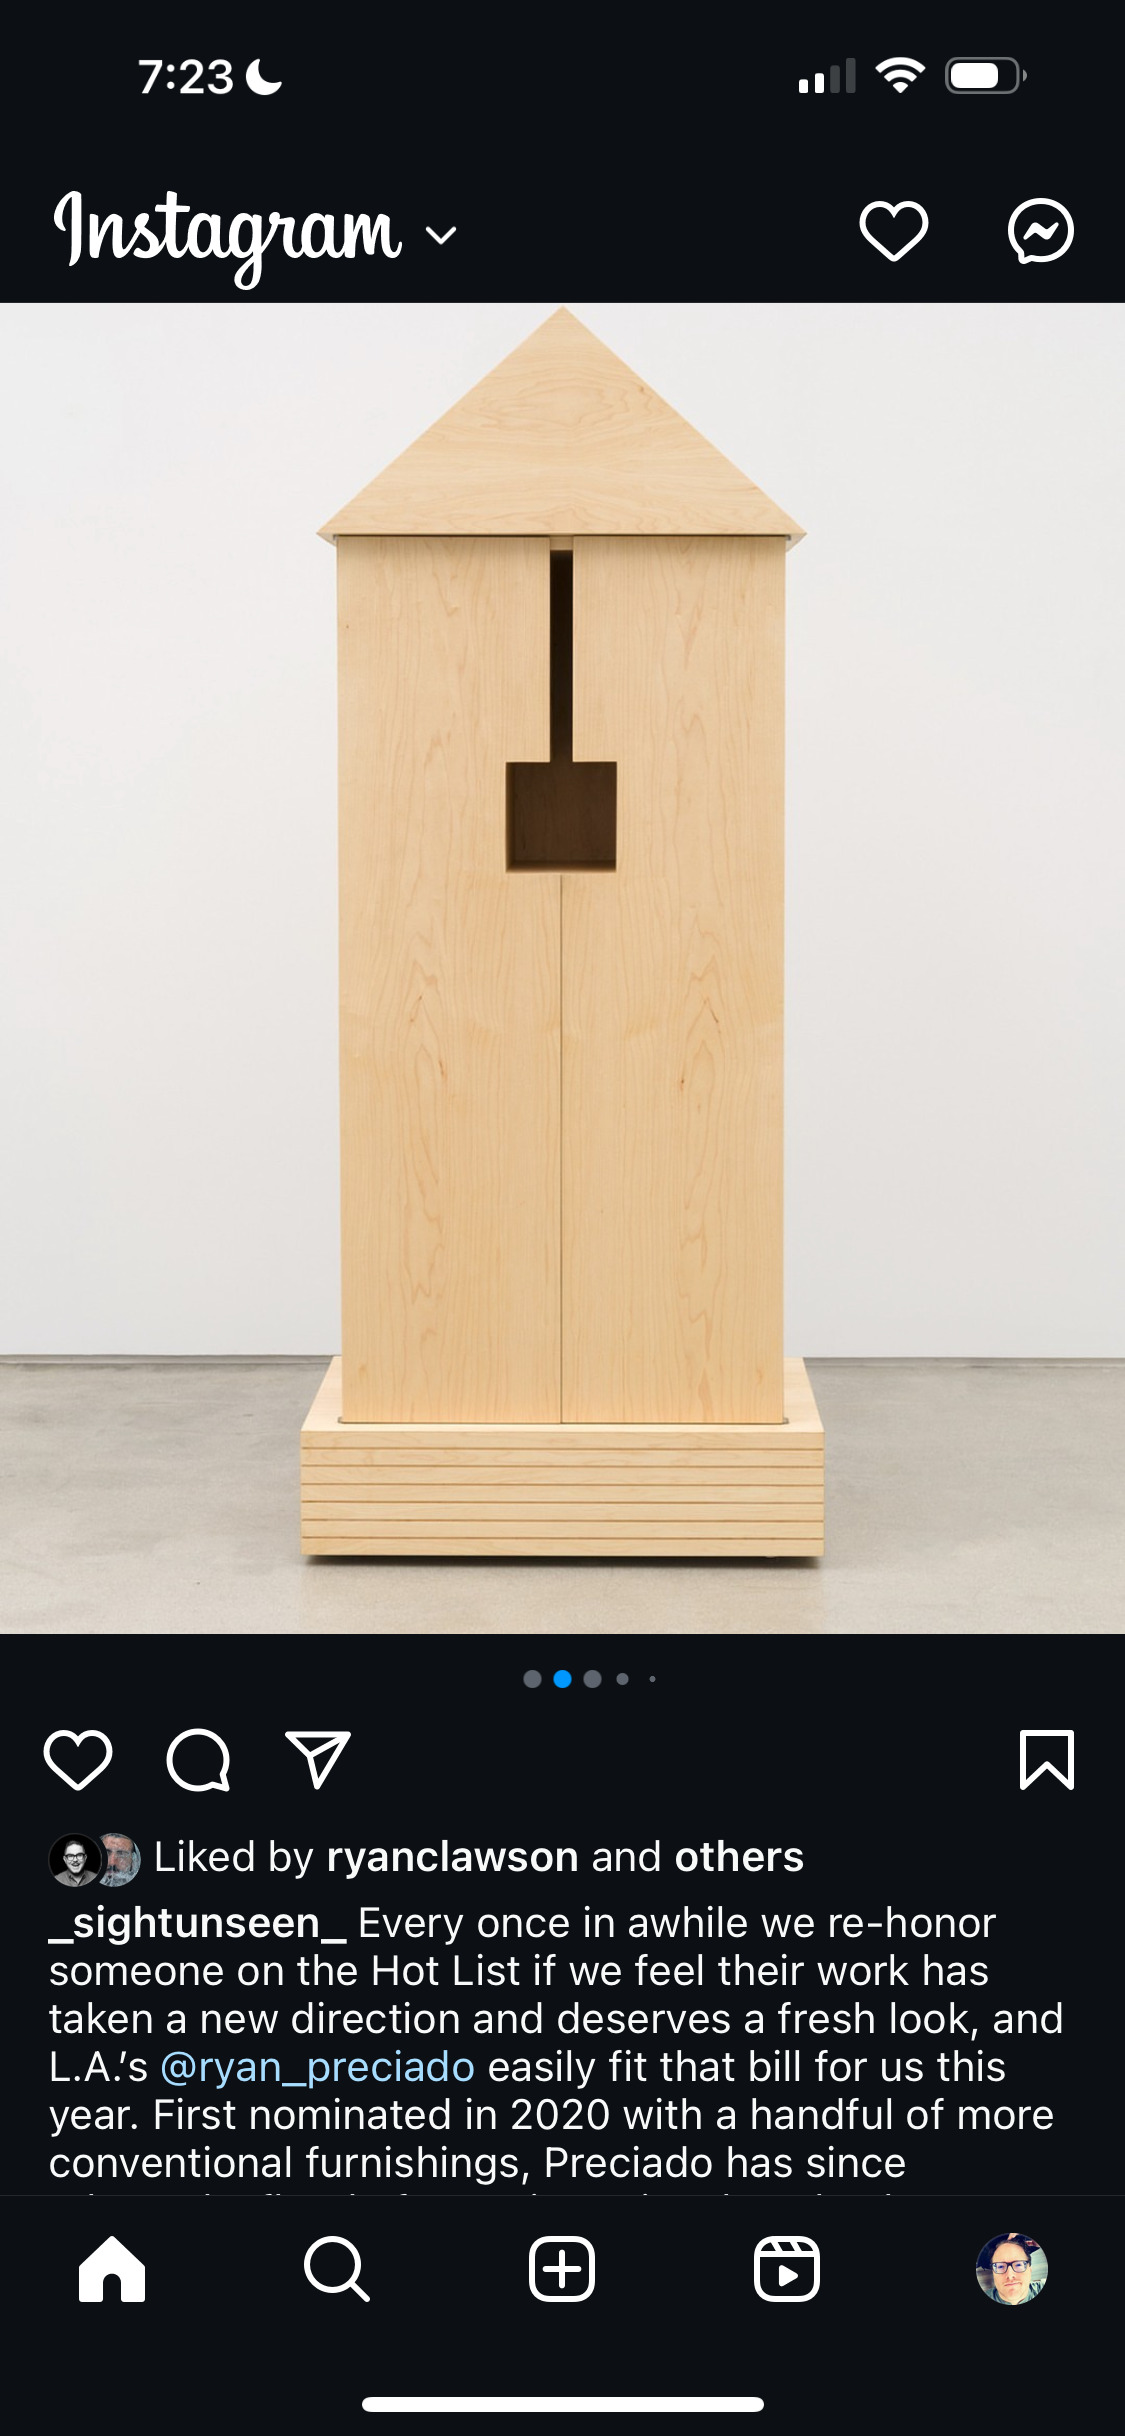 7:23
Instagram
Liked by ryanclawson and others
_sightunseen_ Every once in awhile we re-honor
someone on the Hot List if we feel their work has
taken a new direction and deserves a fresh look, and
L.A.’s @ryan_preciado easily fit that bill for us this
year. First nominated in 2020 with a handful of more
conventional furnishings, Preciado has since